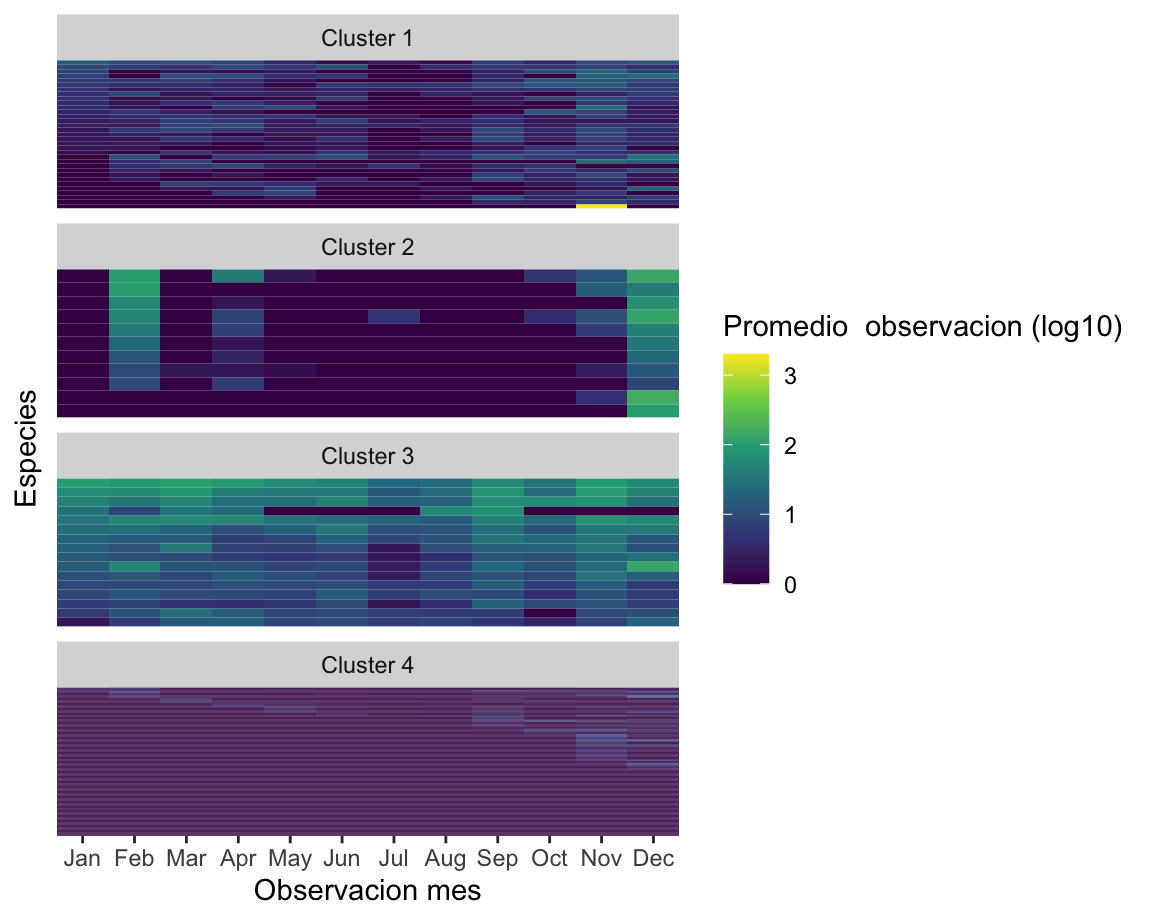 Cluster 1
Cluster 2
Cluster 3
Cluster 4
Especies
Jan Feb Mar Apr May Jun Jul Aug Sep Oct Nov Dec
Observacion mes
Promedio  observacion (log10)
3
2
1
0